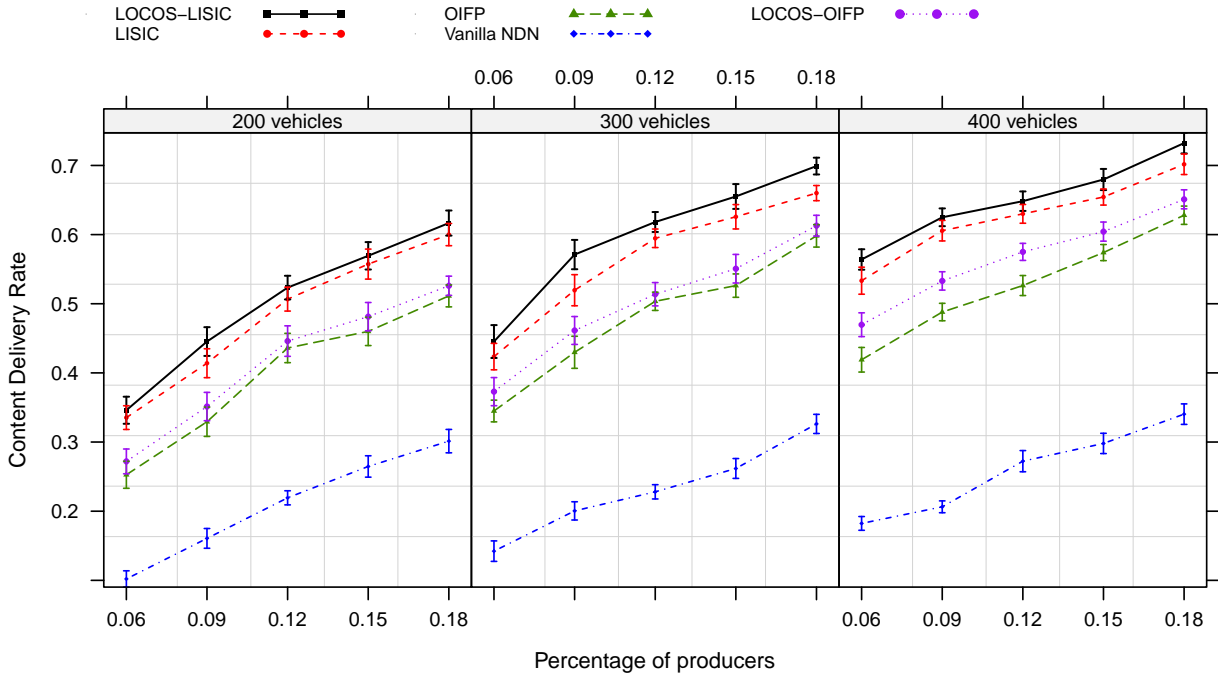 LOCOS−LISIC OIFP LOCOS−OIFP
LISIC Vanilla NDN
0.06 0.09 0.12 0.15 0.18
200 vehicles 300 vehicles 400 vehicles
0.7
0.6
0.5
0.4
0.3
0.2
Content Delivery Rate
0.06 0.09 0.12 0.15 0.18 0.06 0.09 0.12 0.15 0.18
Percentage of producers